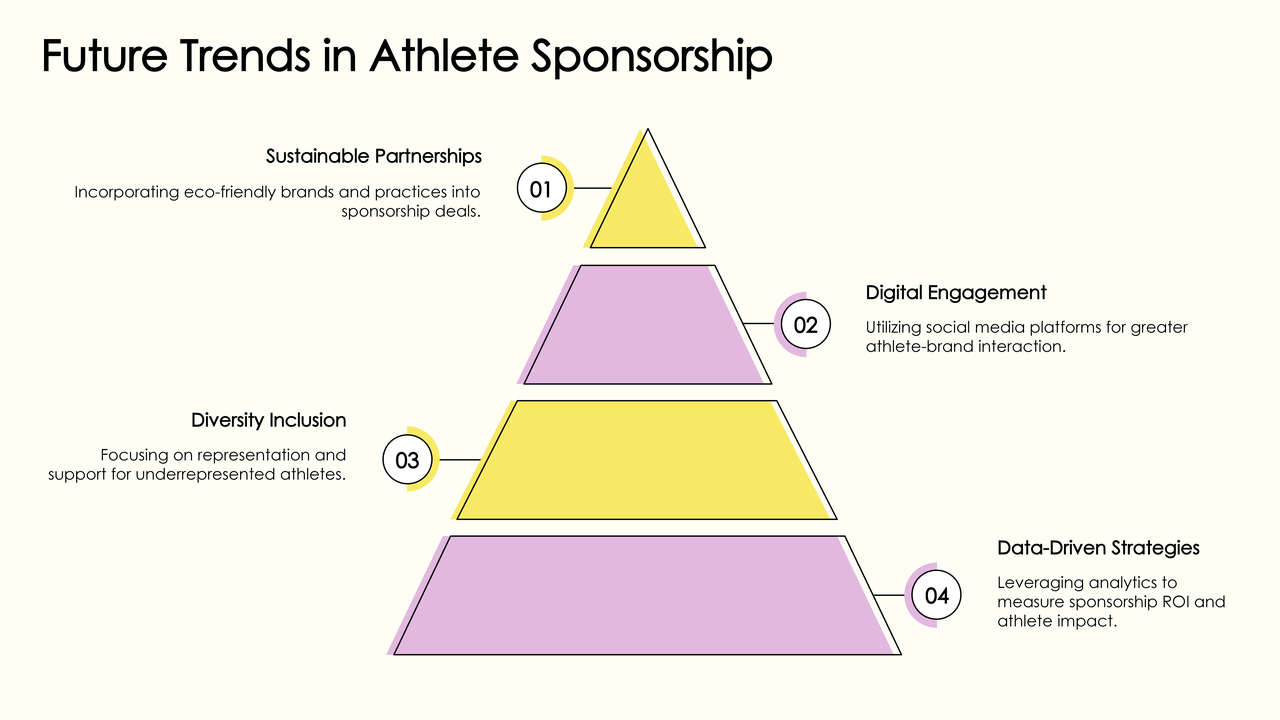 Future Trends in Athlete Sponsorship
Sustainable Partnerships
Incorporating eco-friendly brands and practices into
sponsorship deals.
01
Digital Engagement
Utilizing social media platforms for greater
athlete-brand interaction.
02
Diversity Inclusion
Focusing on representation and
support for underrepresented athletes.
03
Data-Driven Strategies
Leveraging analytics to
measure sponsorship ROI and
athlete impact.
04